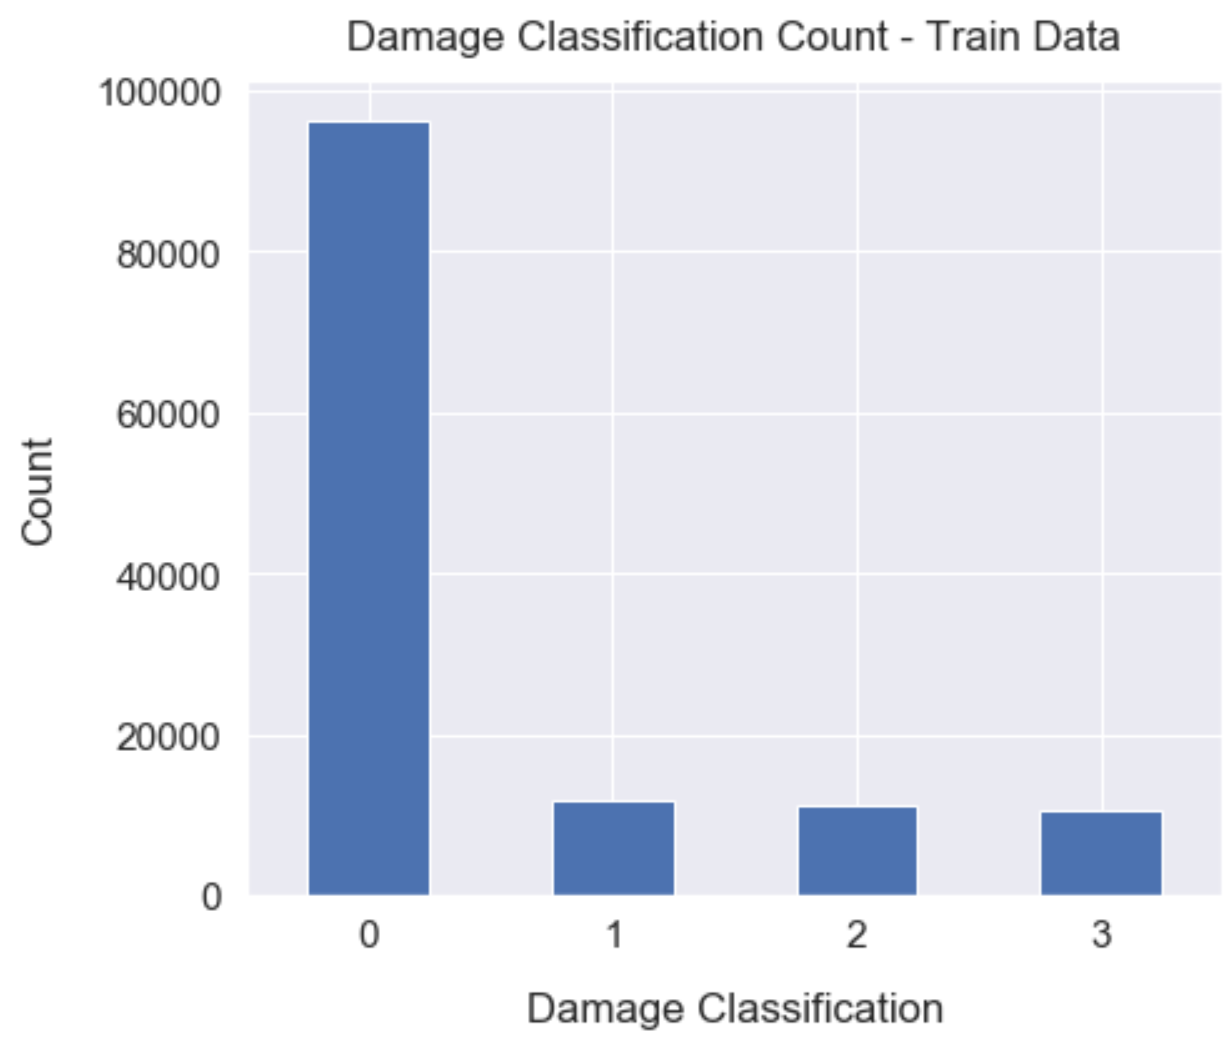 Damage Classification Count - Train Data
100000
80000
60000
40000
20000
0
Count
0 1 2 3
Damage Classification